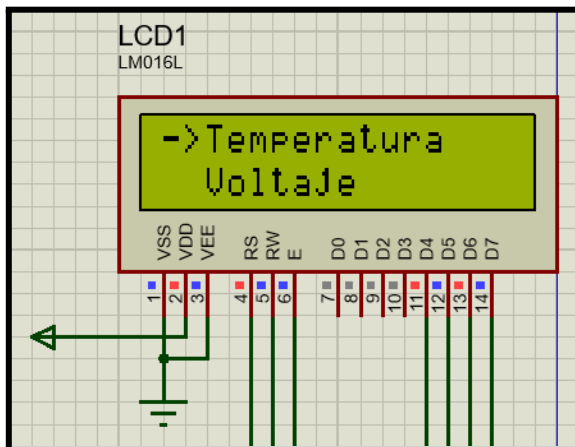 LCD1
LM016L
->Temperatura
Voltaje
VSS VDD VEE RS RW E D0 D1 D2 D3 D4 D5 D6 D7
1 2 3 4 5 6 7 8 9 10 11 12 13 14